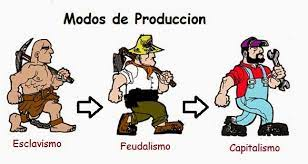 Modos de Produccion
Esclavismo
Feudalismo
Capitalismo